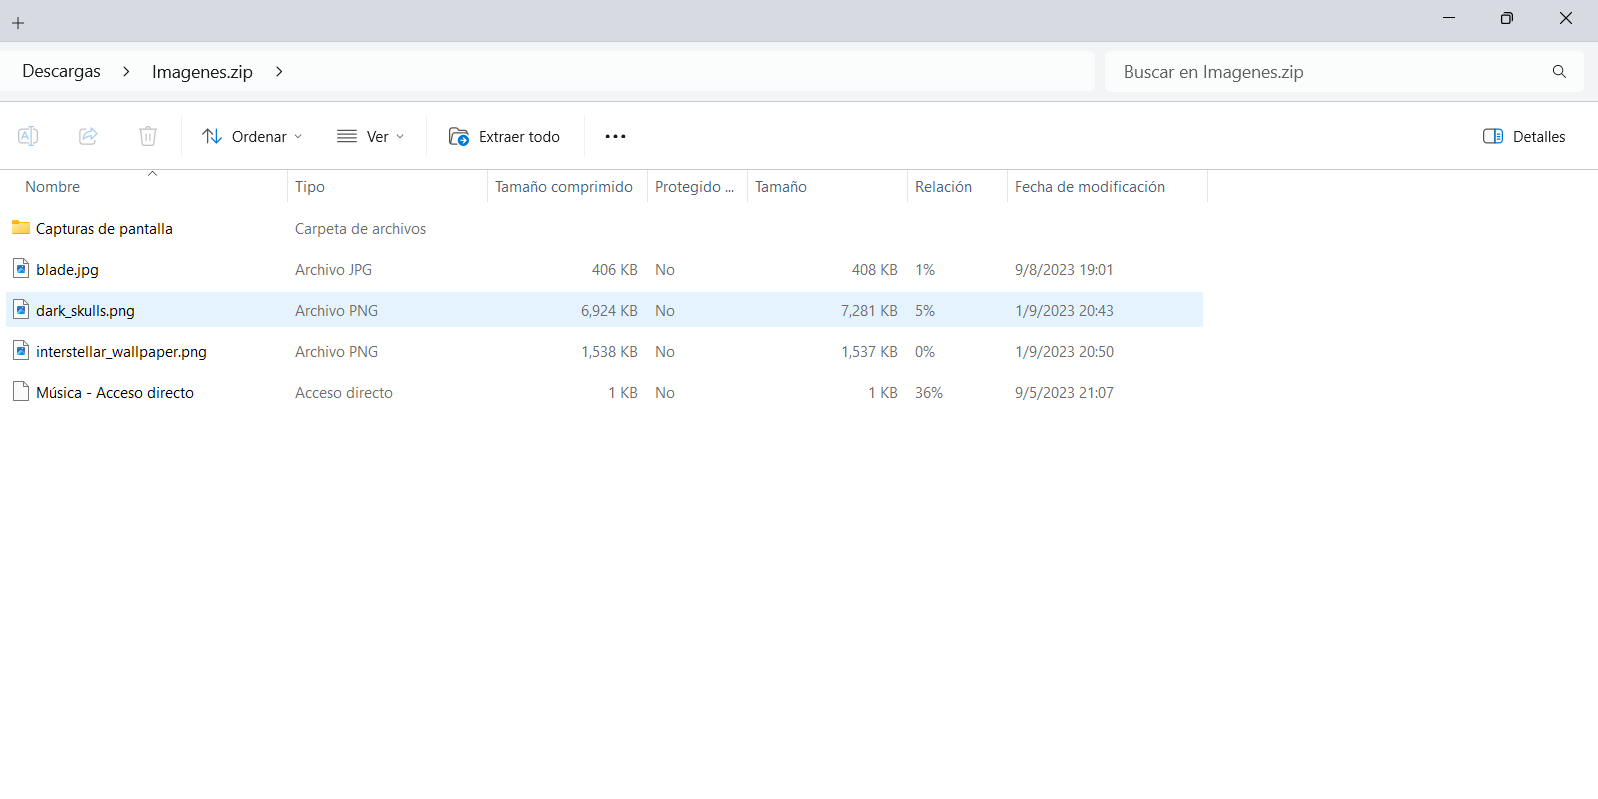 Descargas > Imagenes.zip >
Buscar en Imagenes.zip
Ordenar Ver Extraer todo ••• Detalles
Nombre Tipo Tamaño comprimido Protegido ... Tamaño Relación Fecha de modificación
Capturas de pantalla Carpeta de archivos
blade.jpg Archivo JPG 406 KB No 408 KB 1% 9/8/2023 19:01
dark_skulls.png Archivo PNG 6,924 KB No 7,281 KB 5% 1/9/2023 20:43
interstellar_wallpaper.png Archivo PNG 1,538 KB No 1,537 KB 0% 1/9/2023 20:50
Música - Acceso directo Acceso directo 1 KB No 1 KB 36% 9/5/2023 21:07